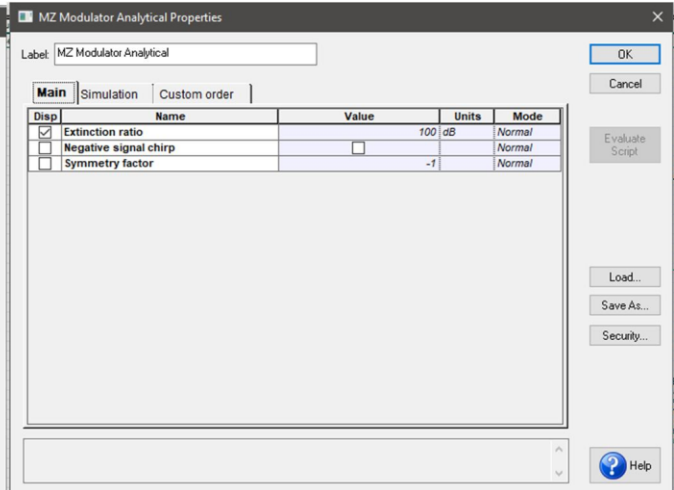 MZ Modulator Analytical Properties
Label: MZ Modulator Analytical
OK
Cancel
Main Simulation Custom order
Disp Name Value Units Mode
Extinction ratio 100 dB Normal
Negative signal chirp Normal
Symmetry factor -1 Normal
Evaluate
Script
Load...
Save As...
Security...
Help